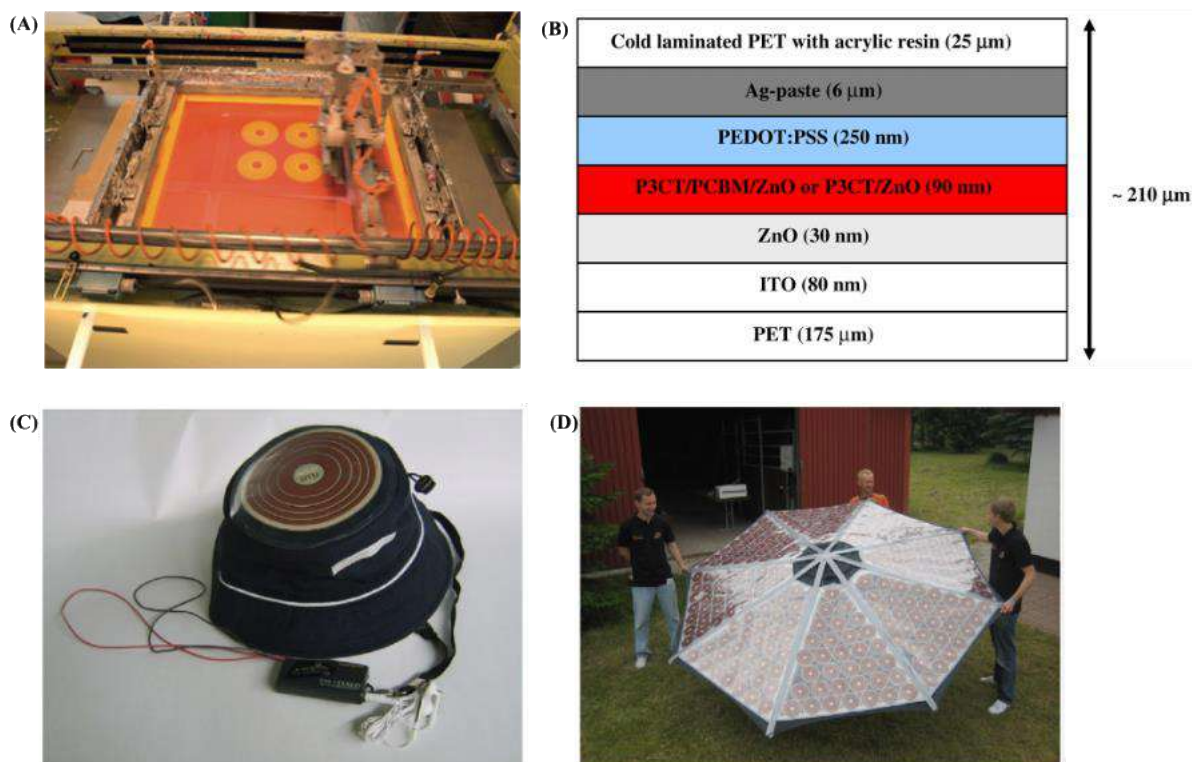 (A)
(B)
Cold laminated PET with acrylic resin (25 μm)
Ag-paste (6 μm)
PEDOT:PSS (250 nm)
P3CT/PCBM/ZnO or P3CT/ZnO (90 nm)
ZnO (30 nm)
ITO (80 nm)
PET (175 μm)
~ 210 μm
(C)
(D)